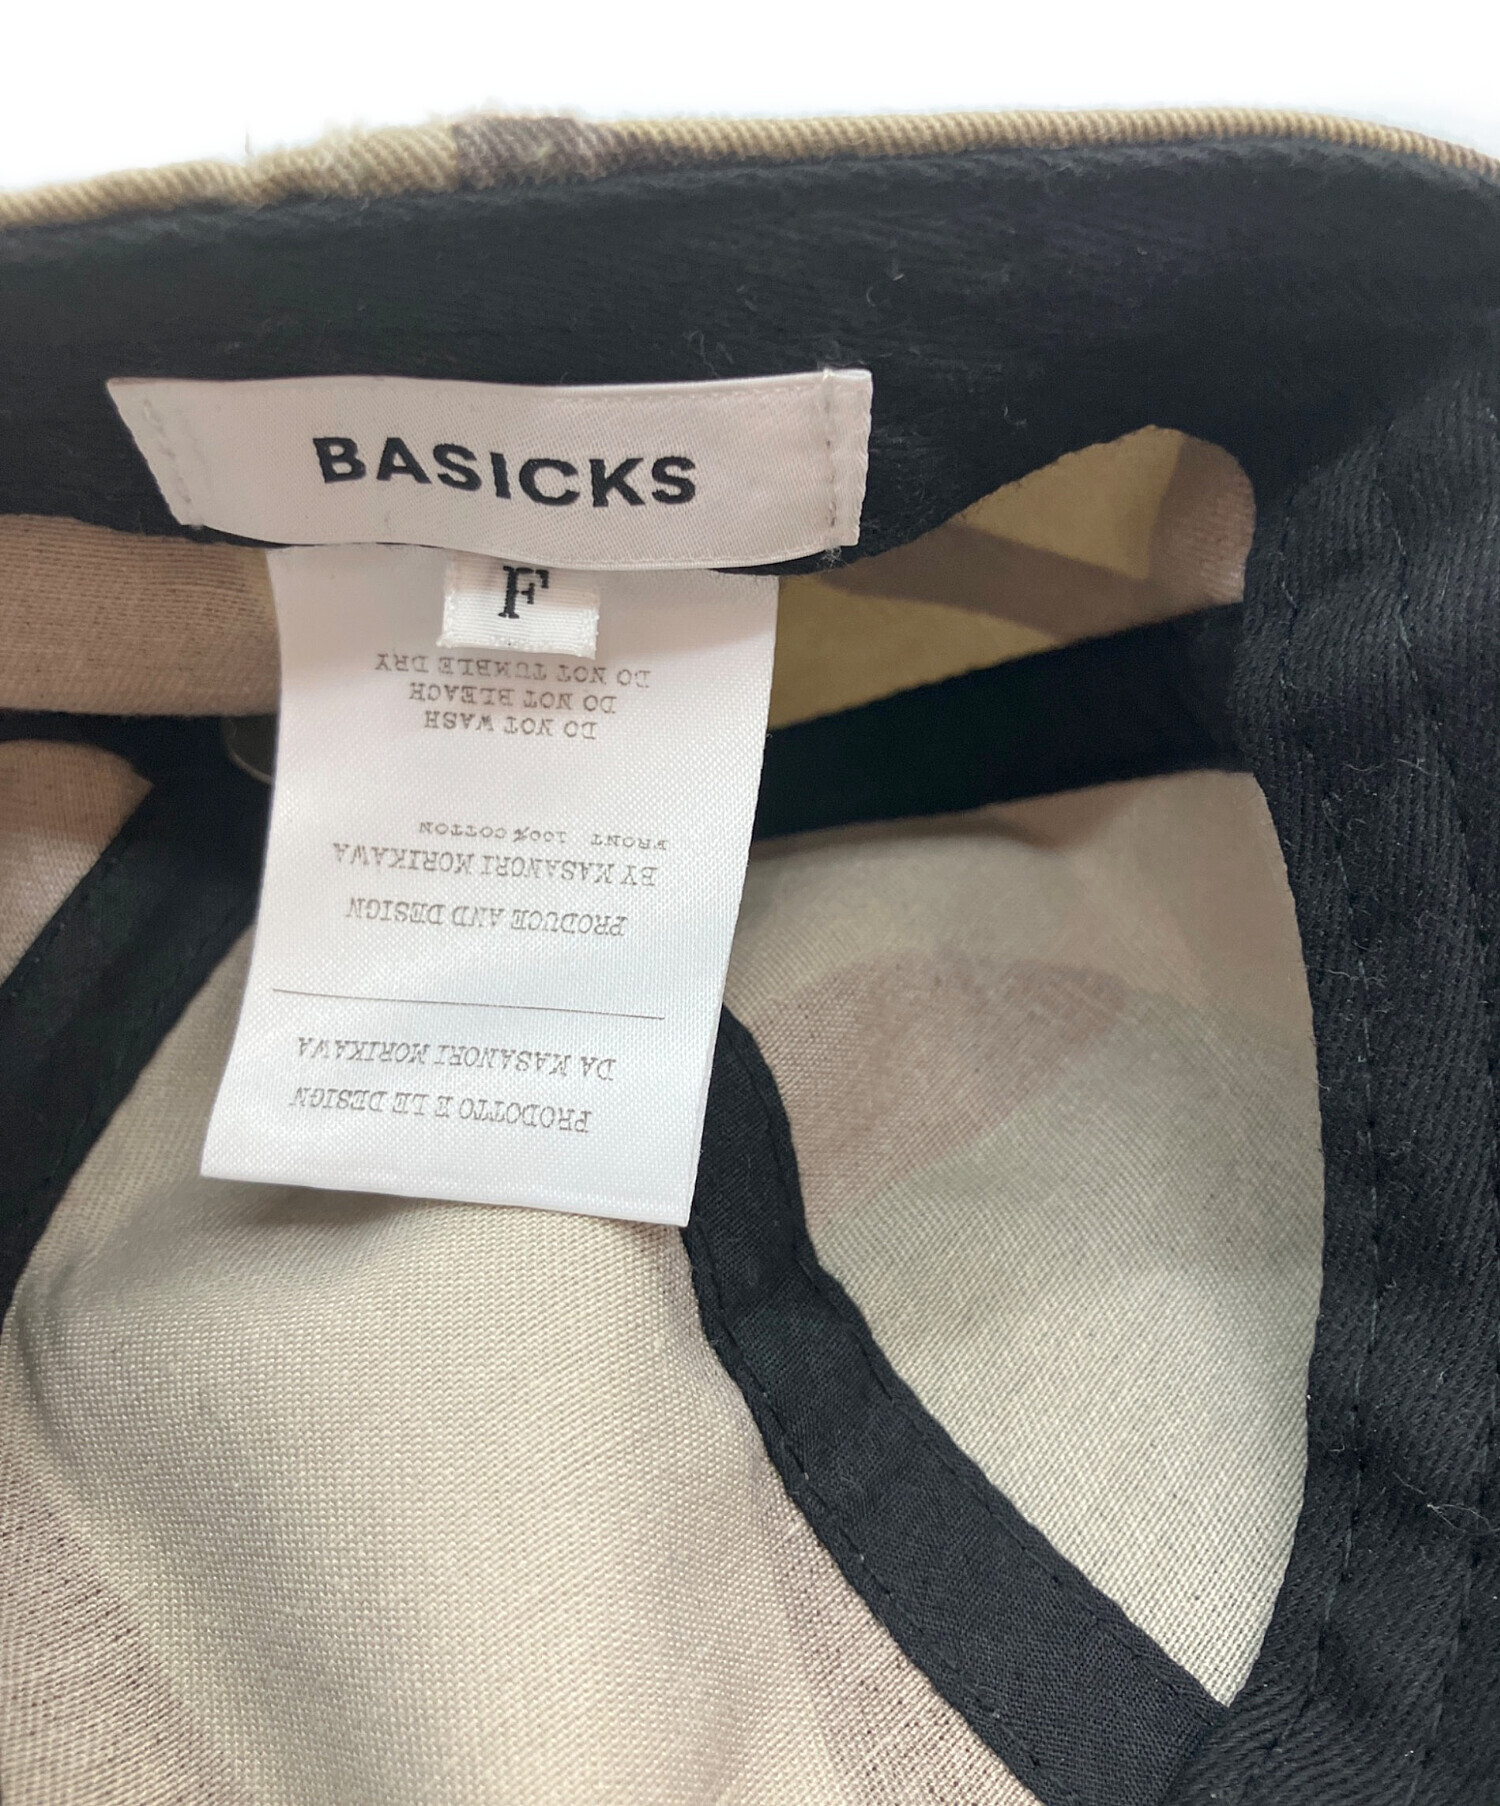 BASICKS
F
PRODOTTO E LE DESIGN
DA MASANORI MORIKAWA
PRODUCE AND DESIGN
BY MASANORI MORIKAWA
FRONT 100% COTTON
DO NOT WASH
DO NOT BLEACH
DO NOT TUMBLE DRY